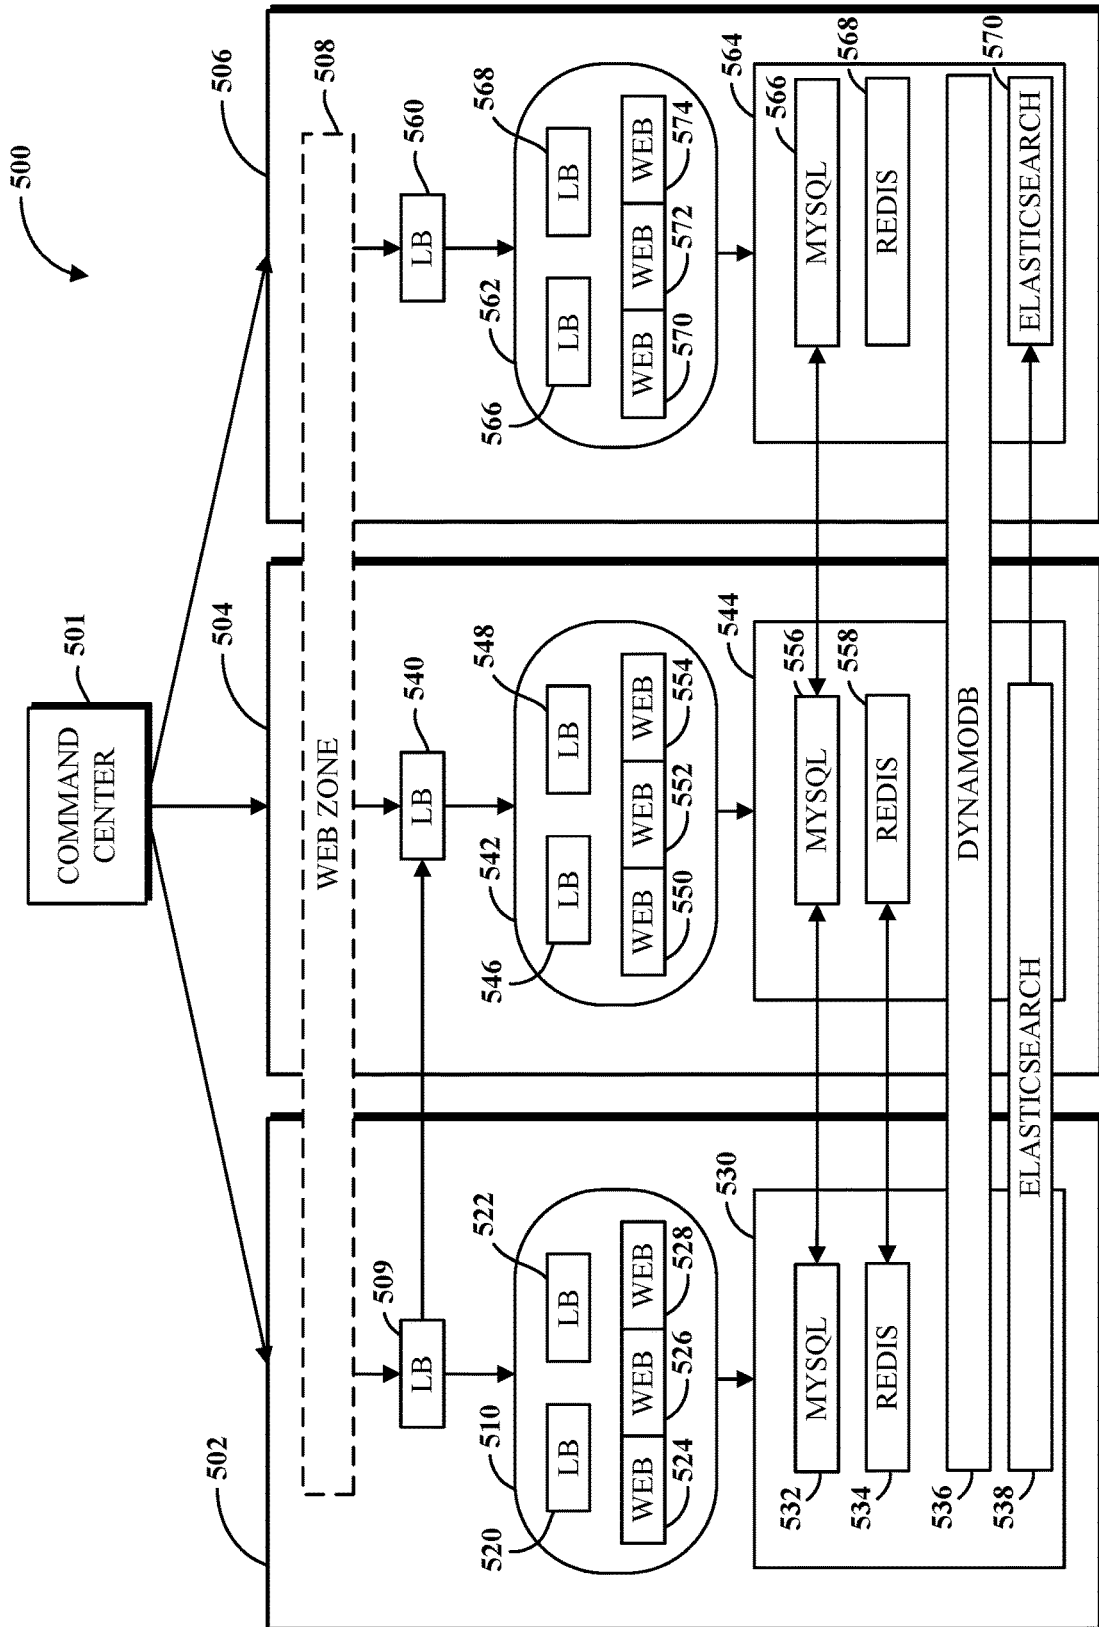 500
COMMAND
CENTER
501
502
504
506
WEB ZONE
508
509
LB
540
LB
560
LB
510
520
LB
522
LB
WEB
WEB
WEB
524
526
528
542
546
LB
548
LB
WEB
WEB
WEB
550
552
554
562
566
LB
568
LB
WEB
WEB
WEB
570
572
574
530
544
564
532
MYSQL
556
MYSQL
566
MYSQL
534
REDIS
558
REDIS
568
REDIS
536
DYNAMODB
538
ELASTICSEARCH
570
ELASTICSEARCH